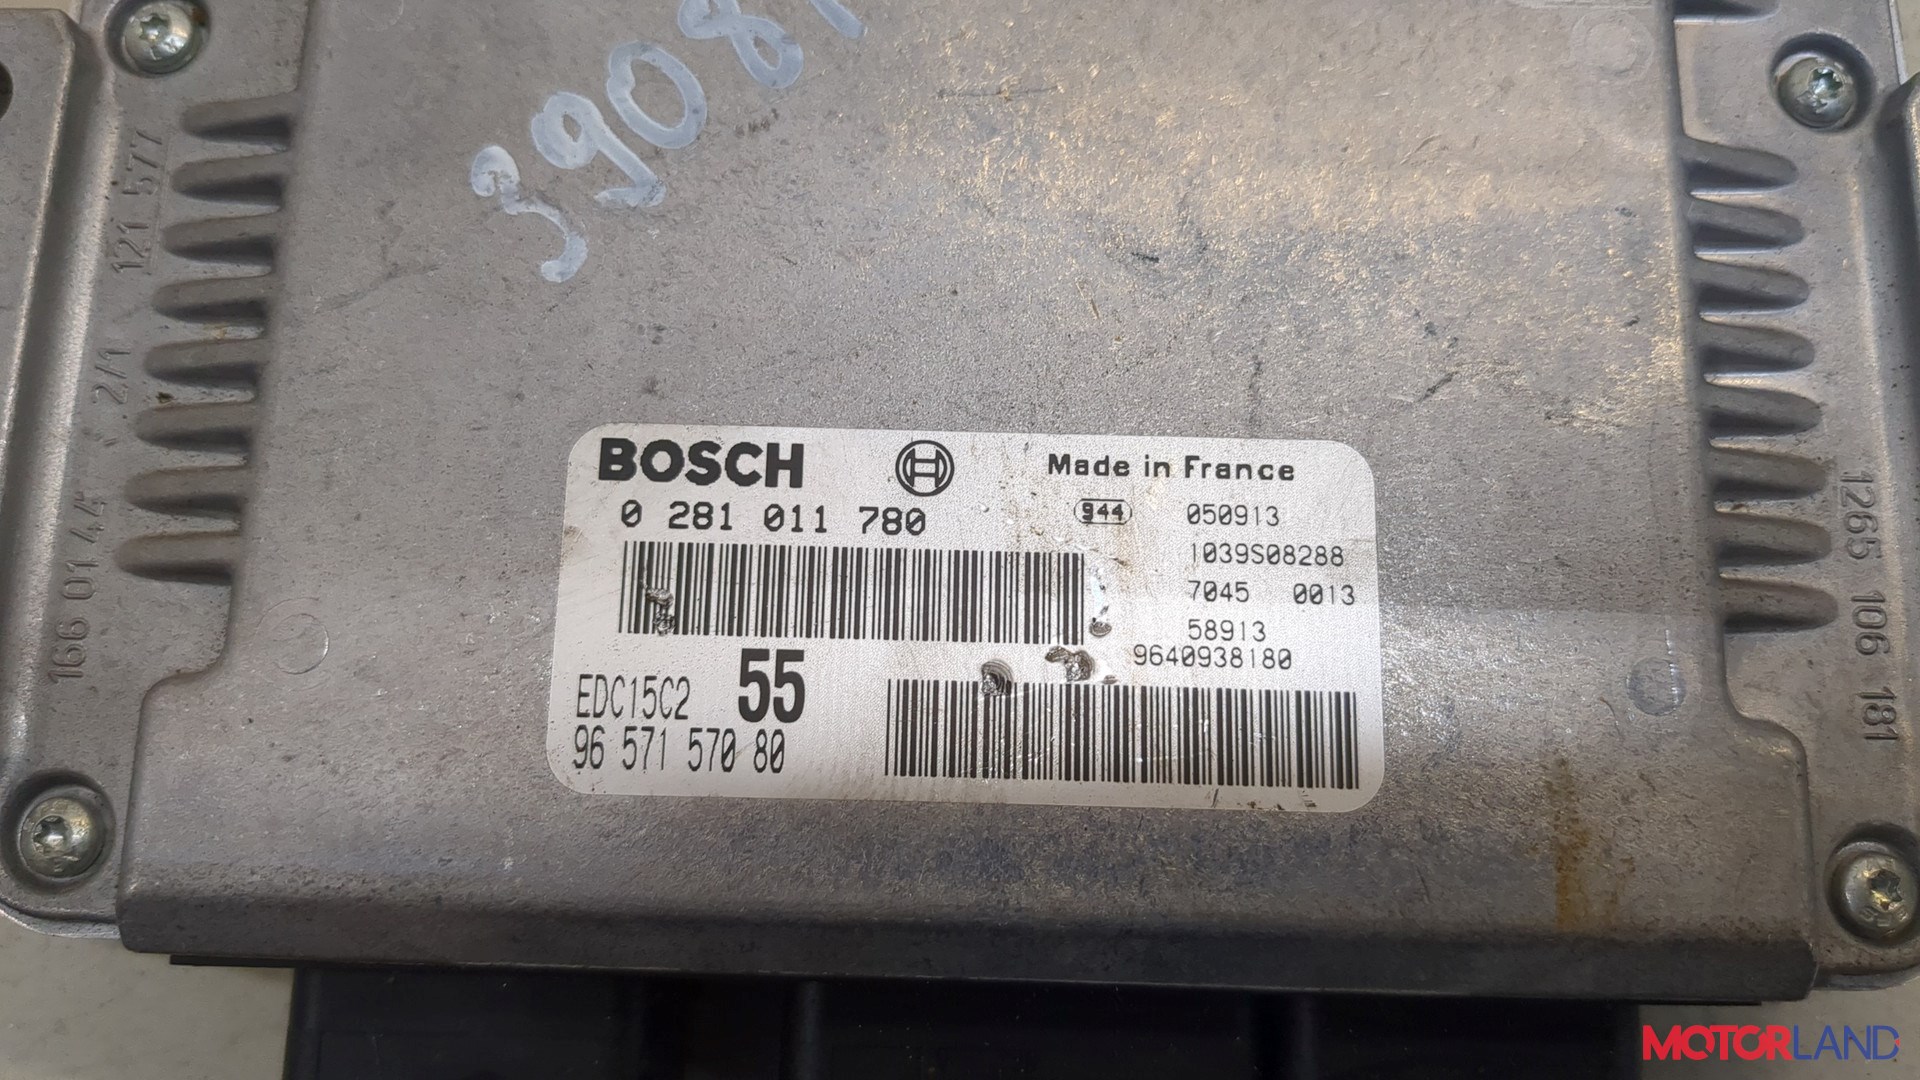 39081
121 577
2/1
166 01 44
BOSCH
Made in France
0 281 011 780
944
050913
1039S08288
7045 0013
58913
9640938180
EDC15C2 55
96 571 570 80
1265 106 181
MOTORLAND